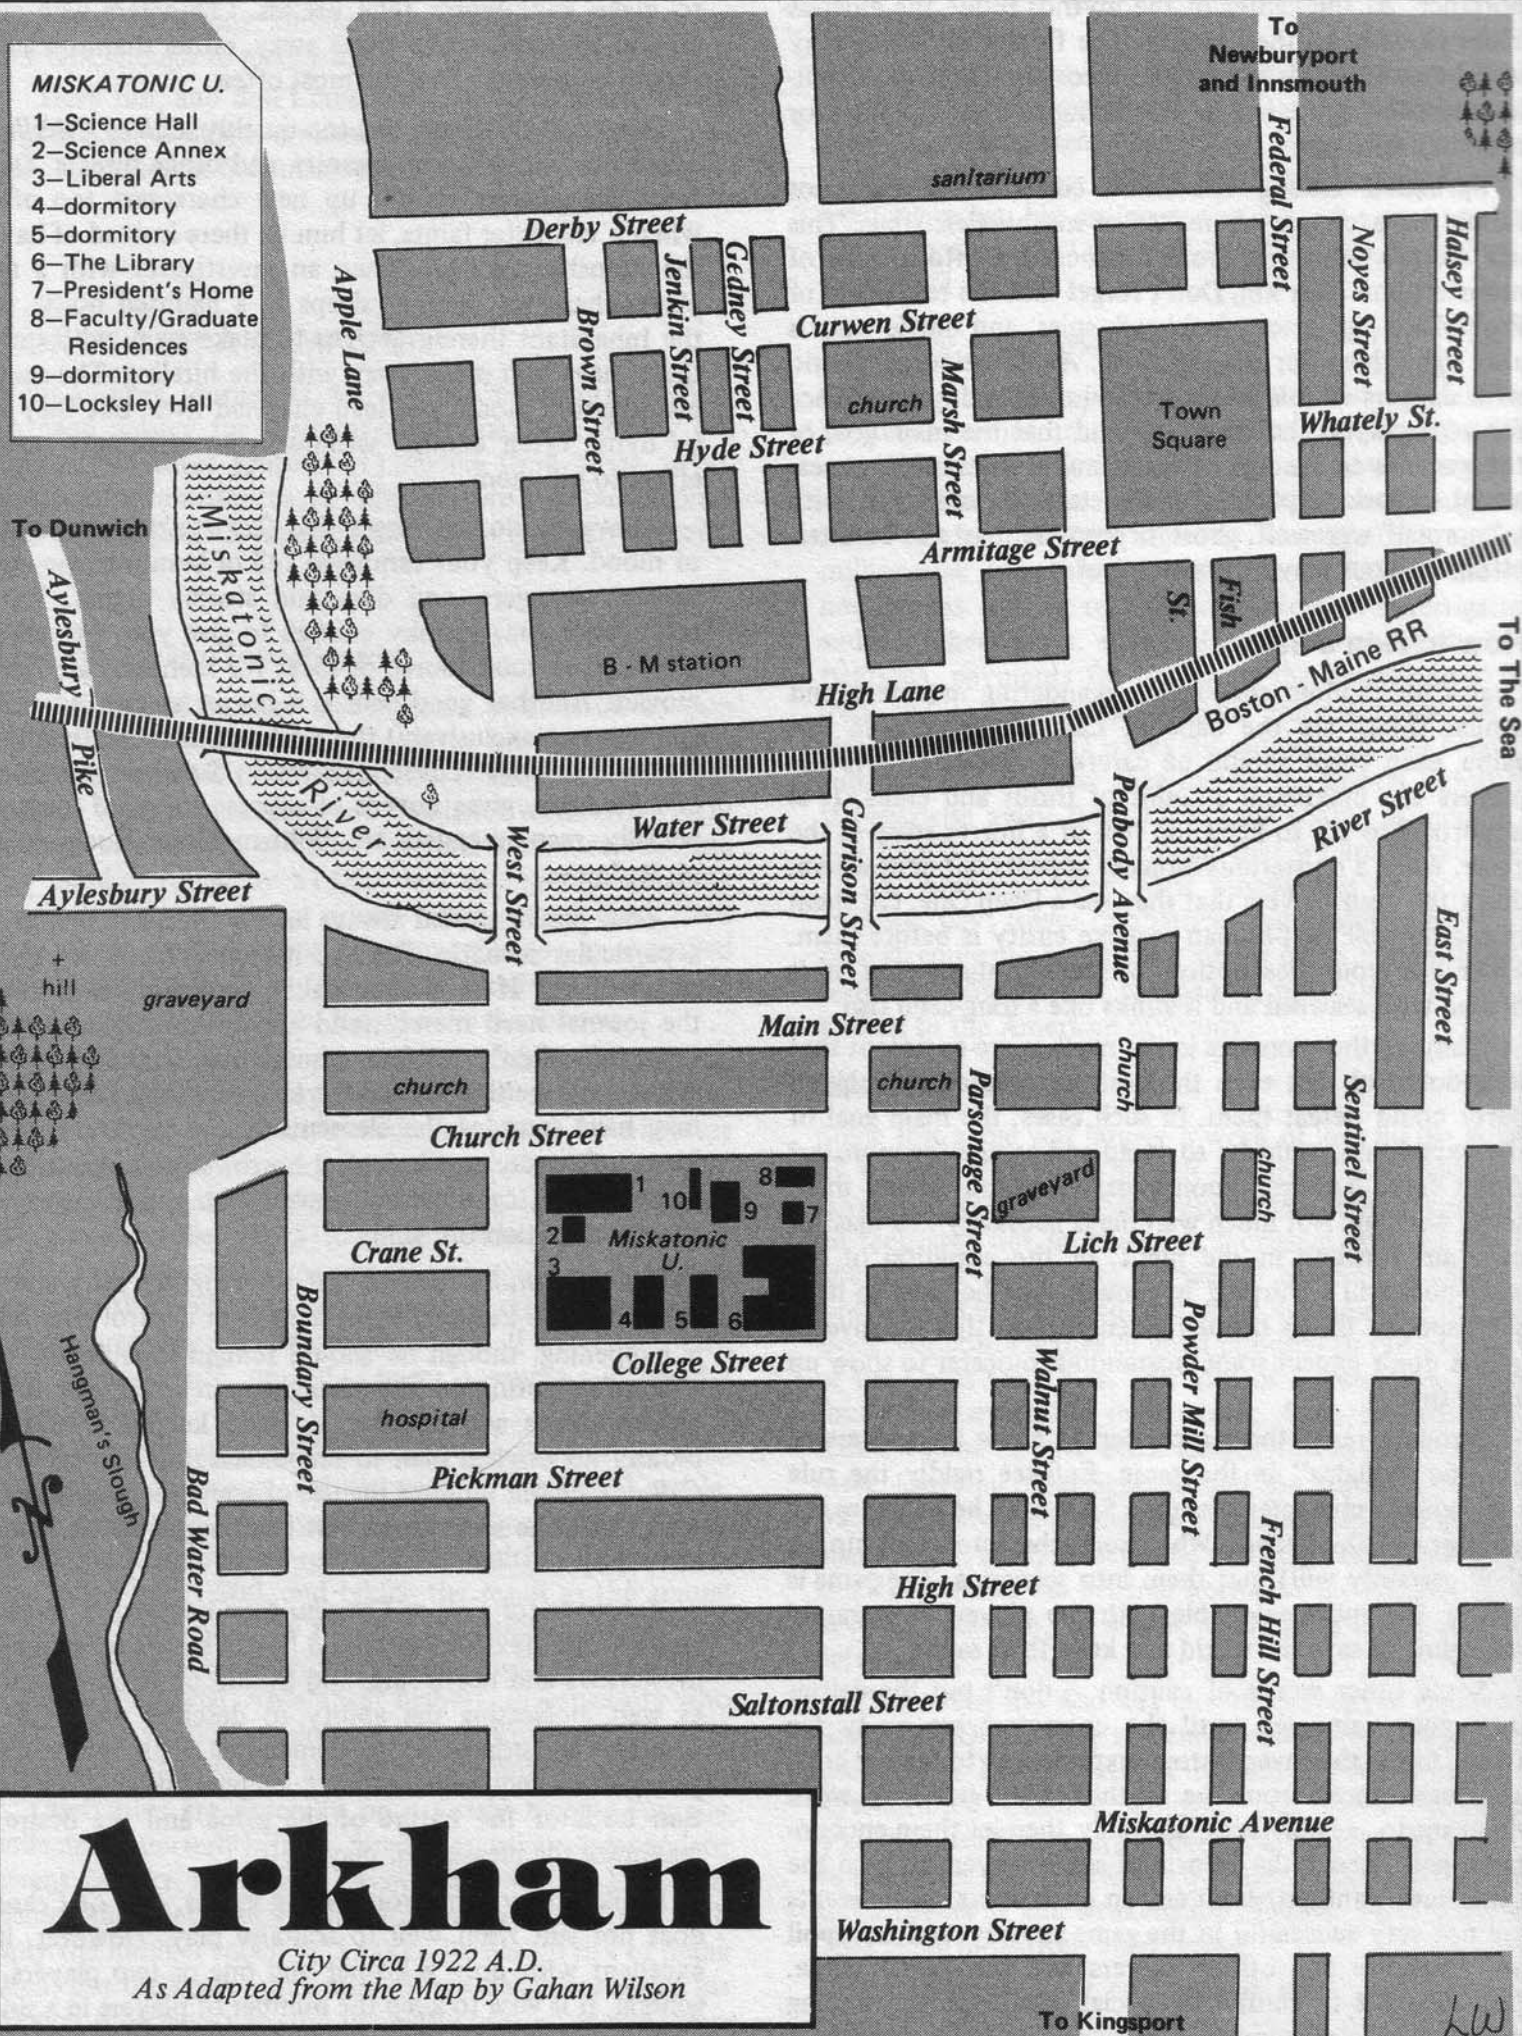 MISKATONIC U.
1—Science Hall
2—Science Annex
3—Liberal Arts
4—dormitory
5—dormitory
6—The Library
7—President's Home
8—Faculty/Graduate
Residences
9—dormitory
10—Locksley Hall
To
Newburyport
and Innsmouth
Federal Street
sanitarium
Derby Street
Apple Lane
Brown Street
Jenkin Street
Gedney Street
Curwen Street
Noyes Street
Halsey Street
Marsh Street
church
Town
Square
Whately St.
Hyde Street
To Dunwich
Armitage Street
Aylesbury
Pike
Miskatonic
River
Fish
St.
B - M station
High Lane
Boston - Maine RR
To The Sea
Water Street
West Street
Garrison Street
Peabody Avenue
River Street
Aylesbury Street
East Street
+
hill
graveyard
Main Street
church
church
Parsonage Street
church
Sentinel Street
Church Street
1
10
8
9
7
2
Miskatonic
U.
3
4
5
6
graveyard
church
Crane St.
Lich Street
Boundary Street
Hangman's Slough
College Street
Walnut Street
Powder Mill Street
hospital
Pickman Street
N
Bad Water Road
High Street
French Hill Street
Saltonstall Street
Miskatonic Avenue
Washington Street
Arkham
City Circa 1922 A.D.
As Adapted from the Map by Gahan Wilson
To Kingsport
LW